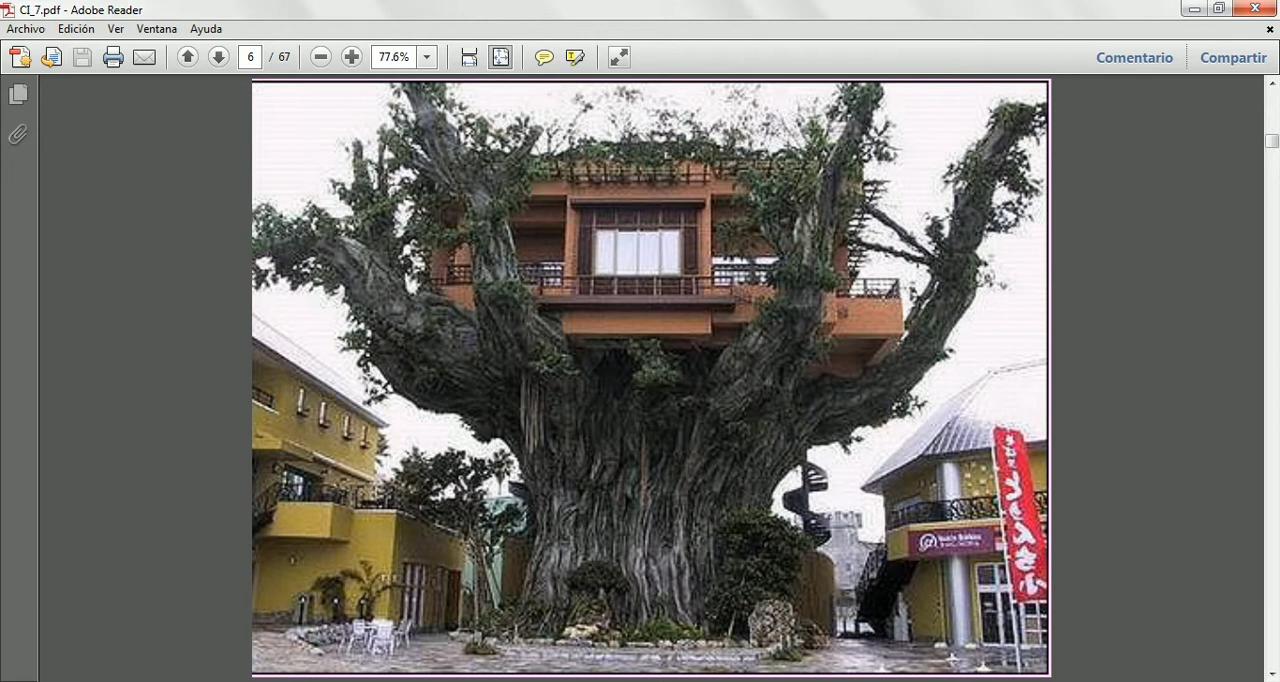 CI_7.pdf - Adobe Reader
Archivo Edición Ver Ventana Ayuda
6 / 67 77.6% Comentario Compartir